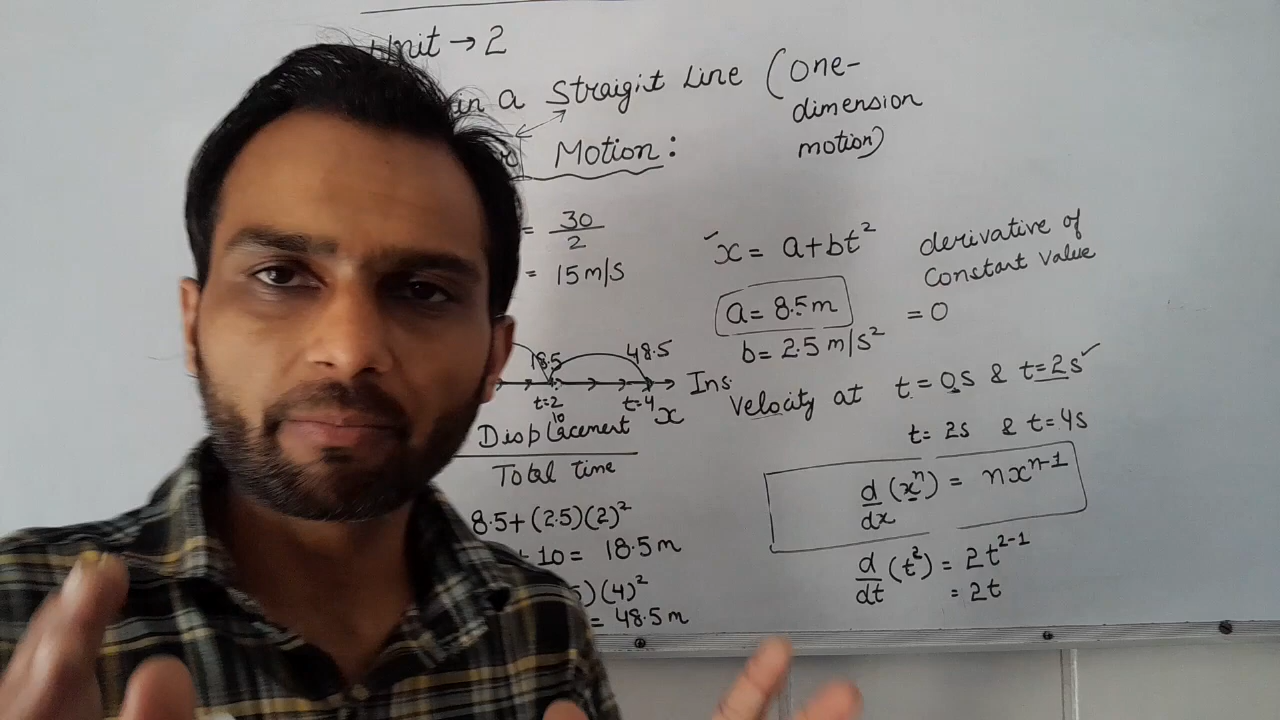 Unit → 2
in a Straigit Line (One-
dimension
motion)
Motion:
= 30/2
= 15 m/s
18.5
48.5
t=2
t=4
x
10
Displacement
Total Time
8.5+(2.5)(2)²
+ 10 = 18.5 m
)(4)²
= 48.5 m
✓x = a+bt²
a = 8.5 m
b = 2.5 m/s²
derivative of
Constant value
= 0
Ins.
Velocity at t = 0s & t = 2s✓
t = 2s & t = 4s
d/dx (xⁿ) = nxⁿ⁻¹
d/dt (t²) = 2t²⁻¹
= 2t